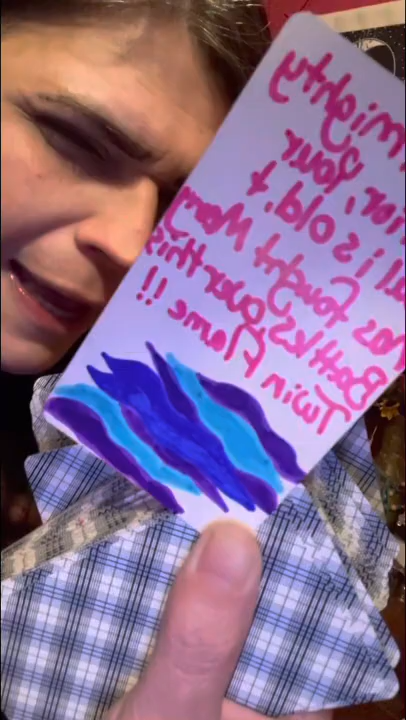 mighty
rior, your
ul is old, &
has fought Many
Battles over this
Twin flame !!